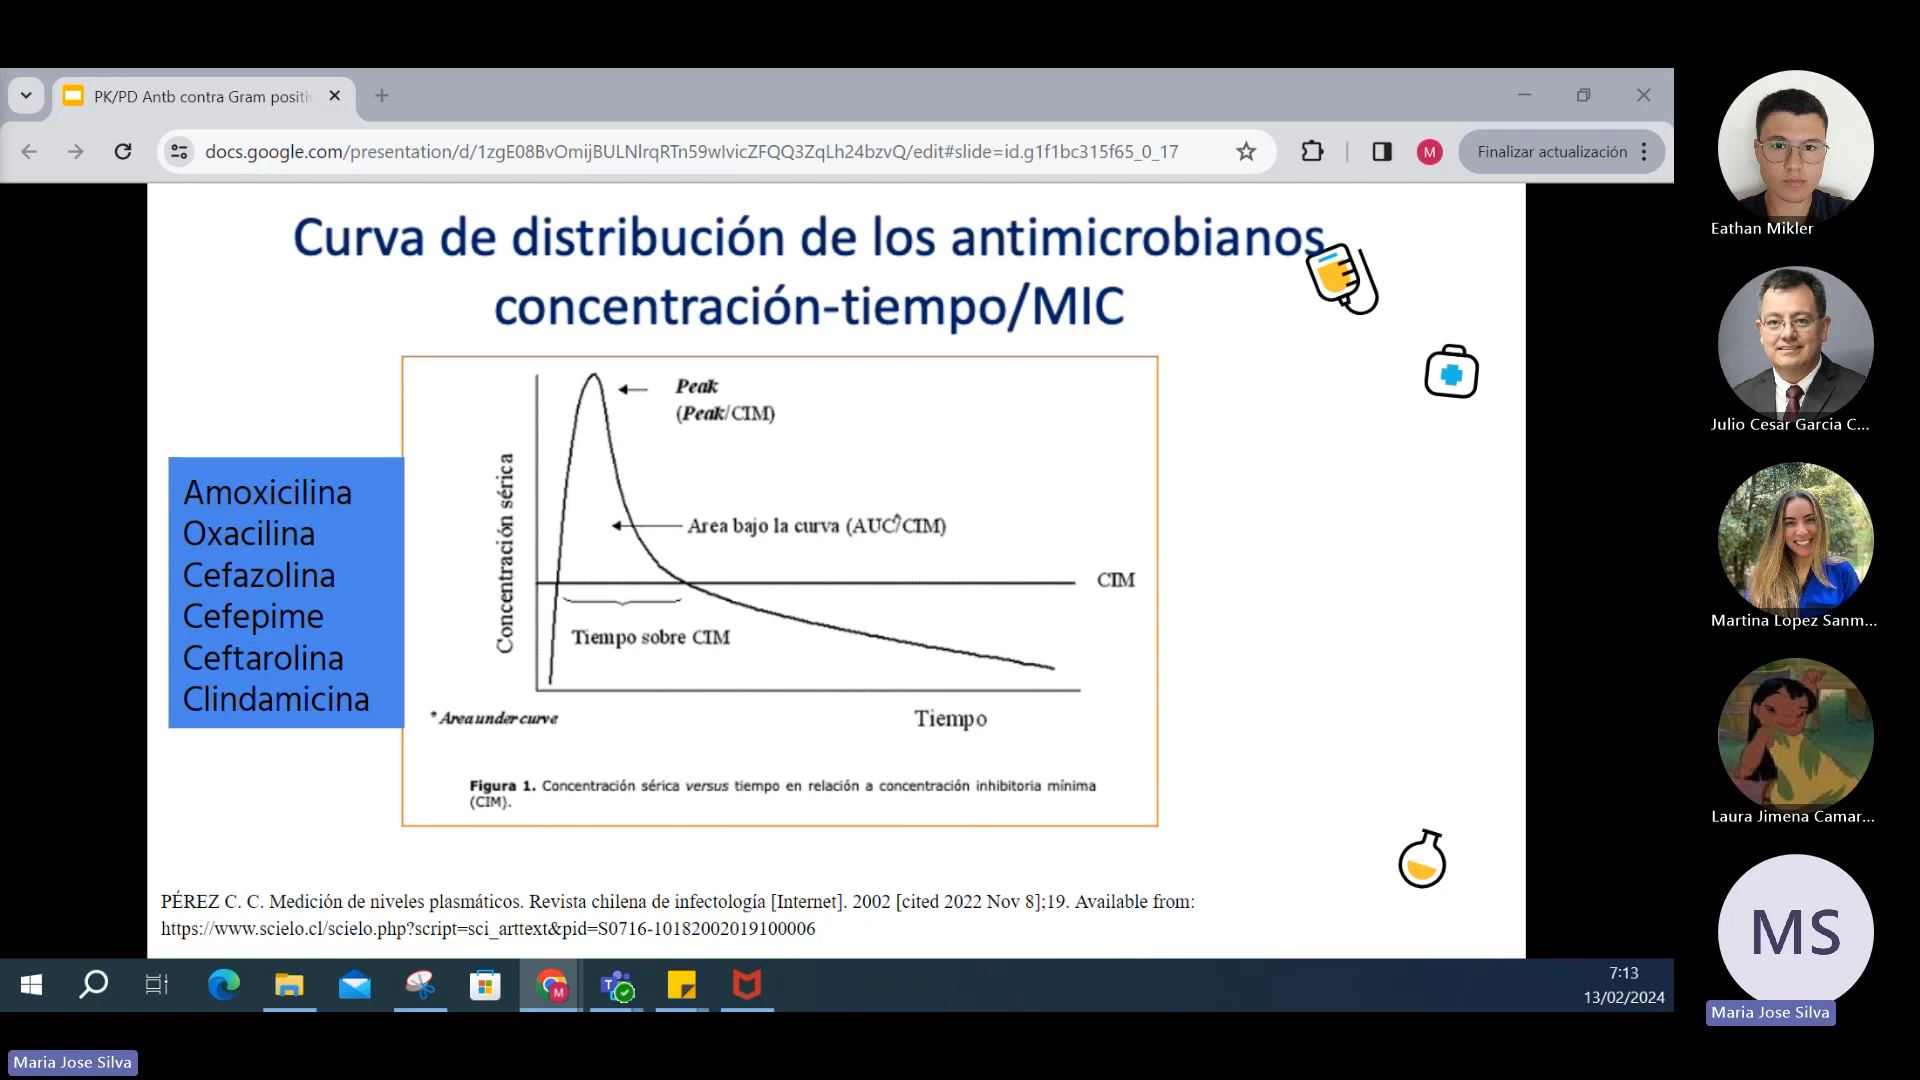 PK/PD Antb contra Gram positiv
docs.google.com/presentation/d/1zgE08BvOmijBULNlrqRTn59wIvicZFQQ3ZqLh24bzvQ/edit#slide=id.g1f1bc315f65_0_17
M
Finalizar actualización
Curva de distribución de los antimicrobianos
concentración-tiempo/MIC
Amoxicilina
Oxacilina
Cefazolina
Cefepime
Ceftarolina
Clindamicina
Concentración sérica
Peak
(Peak/CIM)
Area bajo la curva (AUC*/CIM)
CIM
Tiempo sobre CIM
* Area under curve
Tiempo
Figura 1. Concentración sérica versus tiempo en relación a concentración inhibitoria mínima
(CIM).
PÉREZ C. C. Medición de niveles plasmáticos. Revista chilena de infectología [Internet]. 2002 [cited 2022 Nov 8];19. Available from:
https://www.scielo.cl/scielo.php?script=sci_arttext&pid=S0716-10182002019100006
7:13
13/02/2024
Eathan Mikler
Julio Cesar Garcia C...
Martina Lopez Sanm...
Laura Jimena Camar...
MS
Maria Jose Silva
Maria Jose Silva